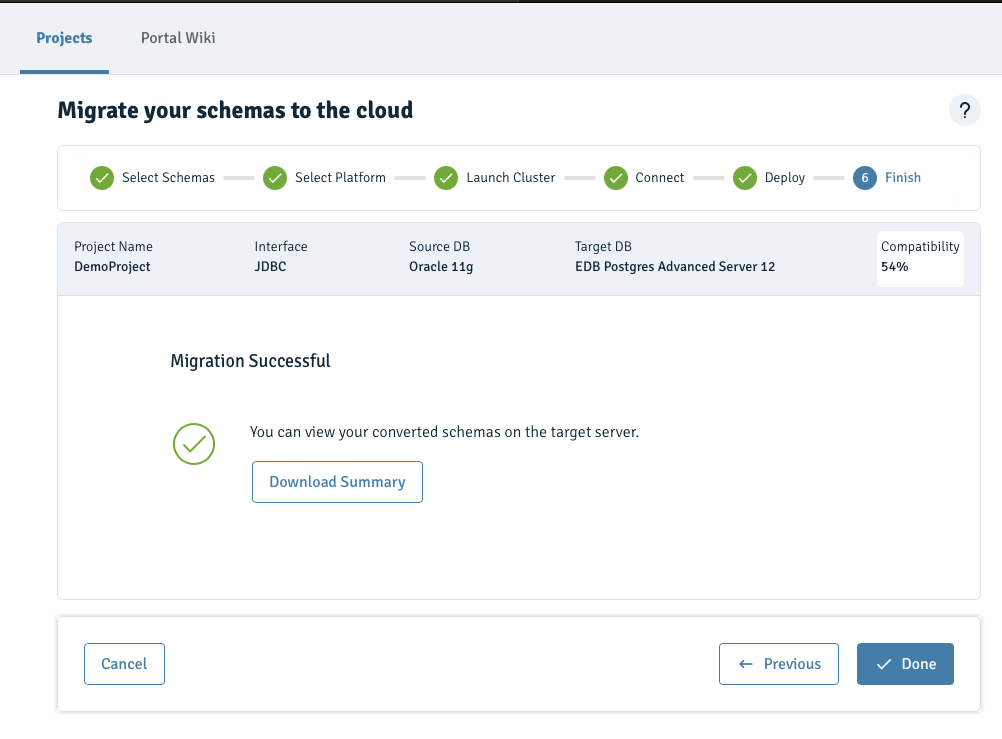 Projects Portal Wiki
Migrate your schemas to the cloud ?
Select Schemas Select Platform Launch Cluster Connect Deploy 6 Finish
Project Name Interface Source DB Target DB Compatibility
DemoProject JDBC Oracle 11g EDB Postgres Advanced Server 12 54%
Migration Successful
You can view your converted schemas on the target server.
Download Summary
Cancel Previous Done